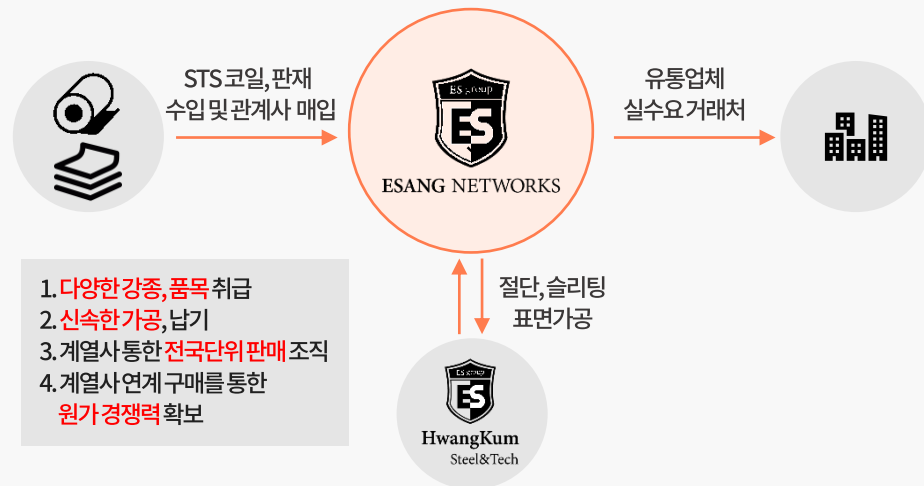 STS 코일, 판재
수입 및 관계사 매입
ES group
ES
ESANG NETWORKS
유통업체
실수요 거래처
1. 다양한 강종, 품목 취급
2. 신속한 가공, 납기
3. 계열사 통한 전국단위 판매 조직
4. 계열사 연계 구매를 통한
원가 경쟁력 확보
절단, 슬리팅
표면가공
ES group
ES
HwangKum
Steel&Tech